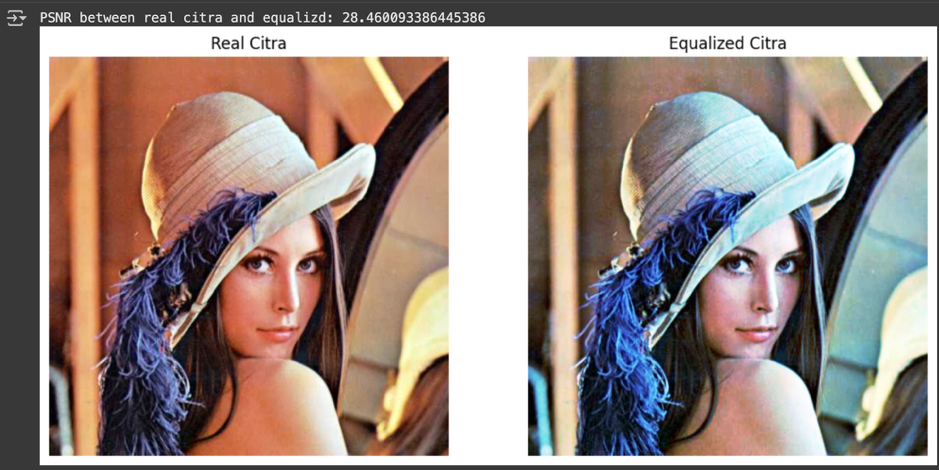 PSNR between real citra and equalizd: 28.460093386445386
Real Citra
Equalized Citra